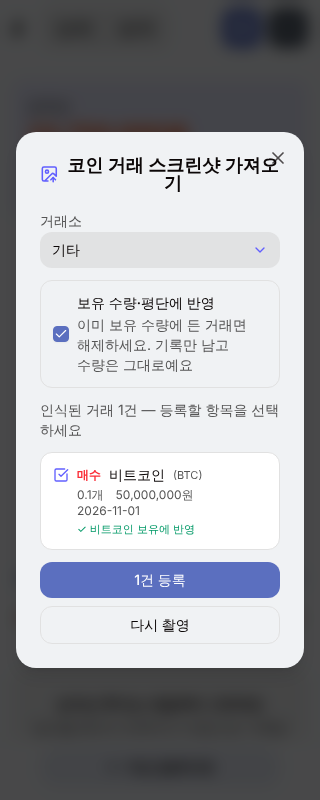 코인 거래 스크린샷 가져오
기
거래소
기타
보유 수량·평단에 반영
이미 보유 수량에 든 거래면
해제하세요. 기록만 남고
수량은 그대로예요
인식된 거래 1건 — 등록할 항목을 선택
하세요
매수 비트코인 (BTC)
0.1개 50,000,000원
2026-11-01
✓ 비트코인 보유에 반영
1건 등록
다시 촬영